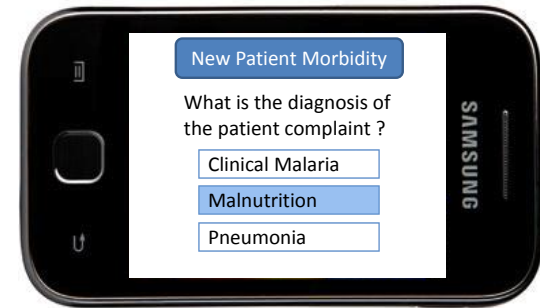 New Patient Morbidity
What is the diagnosis of
the patient complaint ?
Clinical Malaria
Malnutrition
Pneumonia
SAMSUNG